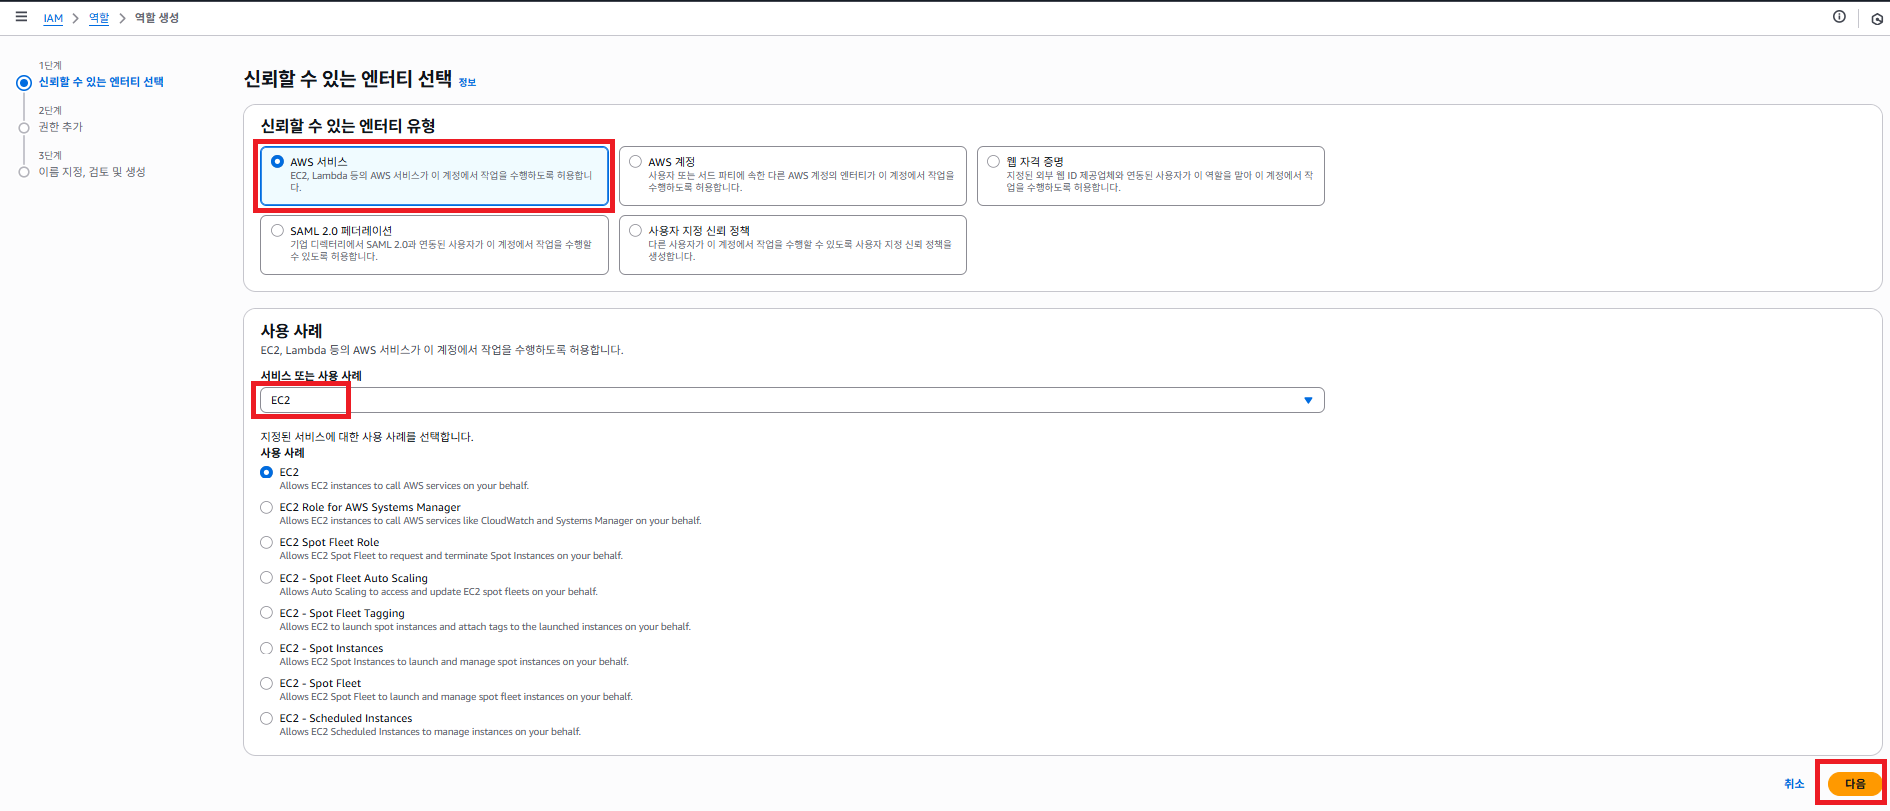 IAM > 역할 > 역할 생성
1단계
신뢰할 수 있는 엔터티 선택
2단계
권한 추가
3단계
이름 지정, 검토 및 생성
신뢰할 수 있는 엔터티 선택 정보
신뢰할 수 있는 엔터티 유형
AWS 서비스
EC2, Lambda 등의 AWS 서비스가 이 계정에서 작업을 수행하도록 허용합니
다.
AWS 계정
사용자 또는 서드 파티에 속한 다른 AWS 계정의 엔터티가 이 계정에서 작업을
수행하도록 허용합니다.
웹 자격 증명
지정된 외부 웹 ID 제공업체와 연동된 사용자가 이 역할을 맡아 이 계정에서 작
업을 수행하도록 허용합니다.
SAML 2.0 페더레이션
기업 디렉터리에서 SAML 2.0과 연동된 사용자가 이 계정에서 작업을 수행할
수 있도록 허용합니다.
사용자 지정 신뢰 정책
다른 사용자가 이 계정에서 작업을 수행할 수 있도록 사용자 지정 신뢰 정책을
생성합니다.
사용 사례
EC2, Lambda 등의 AWS 서비스가 이 계정에서 작업을 수행하도록 허용합니다.
서비스 또는 사용 사례
EC2
지정된 서비스에 대한 사용 사례를 선택합니다.
사용 사례
EC2
Allows EC2 instances to call AWS services on your behalf.
EC2 Role for AWS Systems Manager
Allows EC2 instances to call AWS services like CloudWatch and Systems Manager on your behalf.
EC2 Spot Fleet Role
Allows EC2 Spot Fleet to request and terminate Spot Instances on your behalf.
EC2 - Spot Fleet Auto Scaling
Allows Auto Scaling to access and update EC2 spot fleets on your behalf.
EC2 - Spot Fleet Tagging
Allows EC2 to launch spot instances and attach tags to the launched instances on your behalf.
EC2 - Spot Instances
Allows EC2 Spot Instances to launch and manage spot instances on your behalf.
EC2 - Spot Fleet
Allows EC2 Spot Fleet to launch and manage spot fleet instances on your behalf.
EC2 - Scheduled Instances
Allows EC2 Scheduled Instances to manage instances on your behalf.
취소
다음